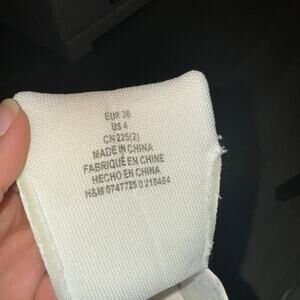 EUR 36
US 4
CN 225(2)
MADE IN CHINA
FABRIQUÉ EN CHINE
HECHO EN CHINA
H&M 0747725 0 218464